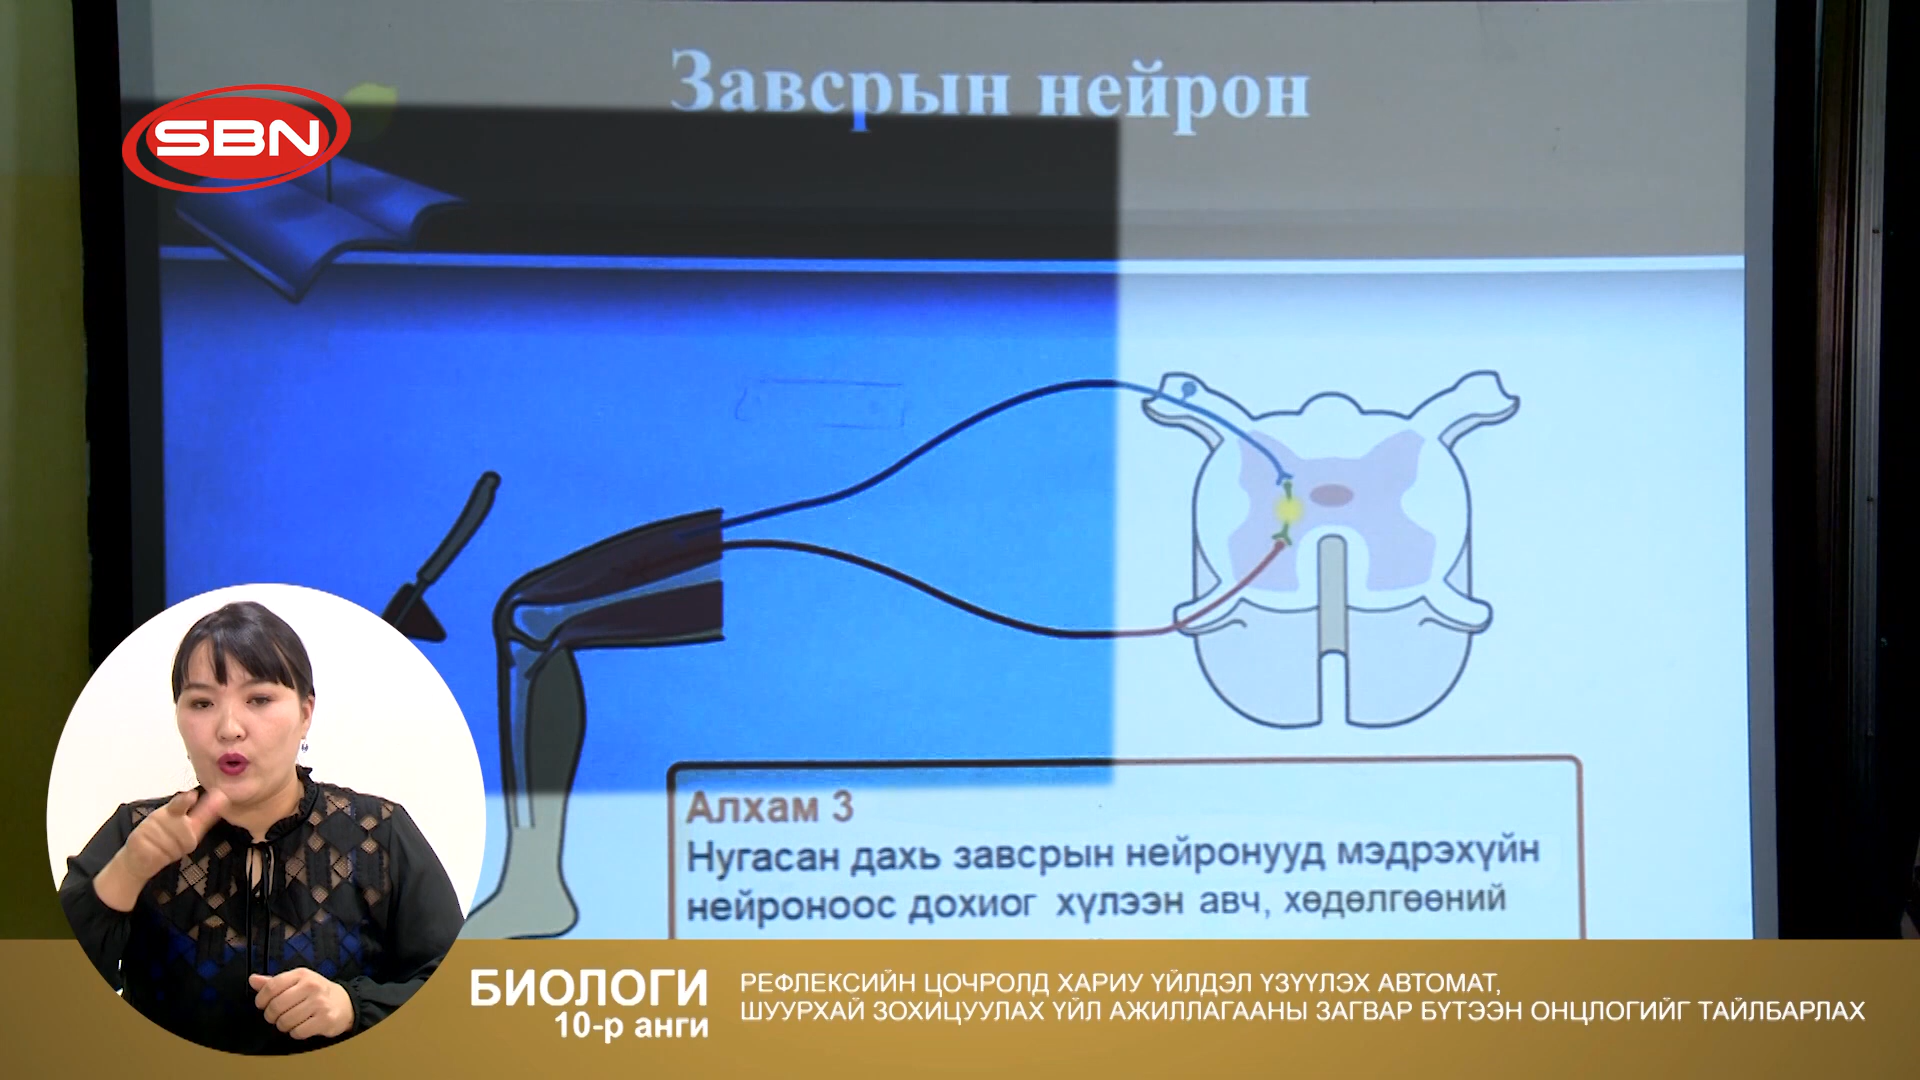 Завсрын нейрон
SBN
Алхам 3
Нугасан дахь завсрын нейронууд мэдрэхүйн
нейроноос дохиог хүлээн авч, хөдөлгөөний
БИОЛОГИ
10-р анги
РЕФЛЕКСИЙН ЦОЧРОЛД ХАРИУ ҮЙЛДЭЛ ҮЗҮҮЛЭХ АВТОМАТ,
ШУУРХАЙ ЗОХИЦУУЛАХ ҮЙЛ АЖИЛЛАГААНЫ ЗАГВАР БҮТЭЭН ОНЦЛОГИЙГ ТАЙЛБАРЛАХ